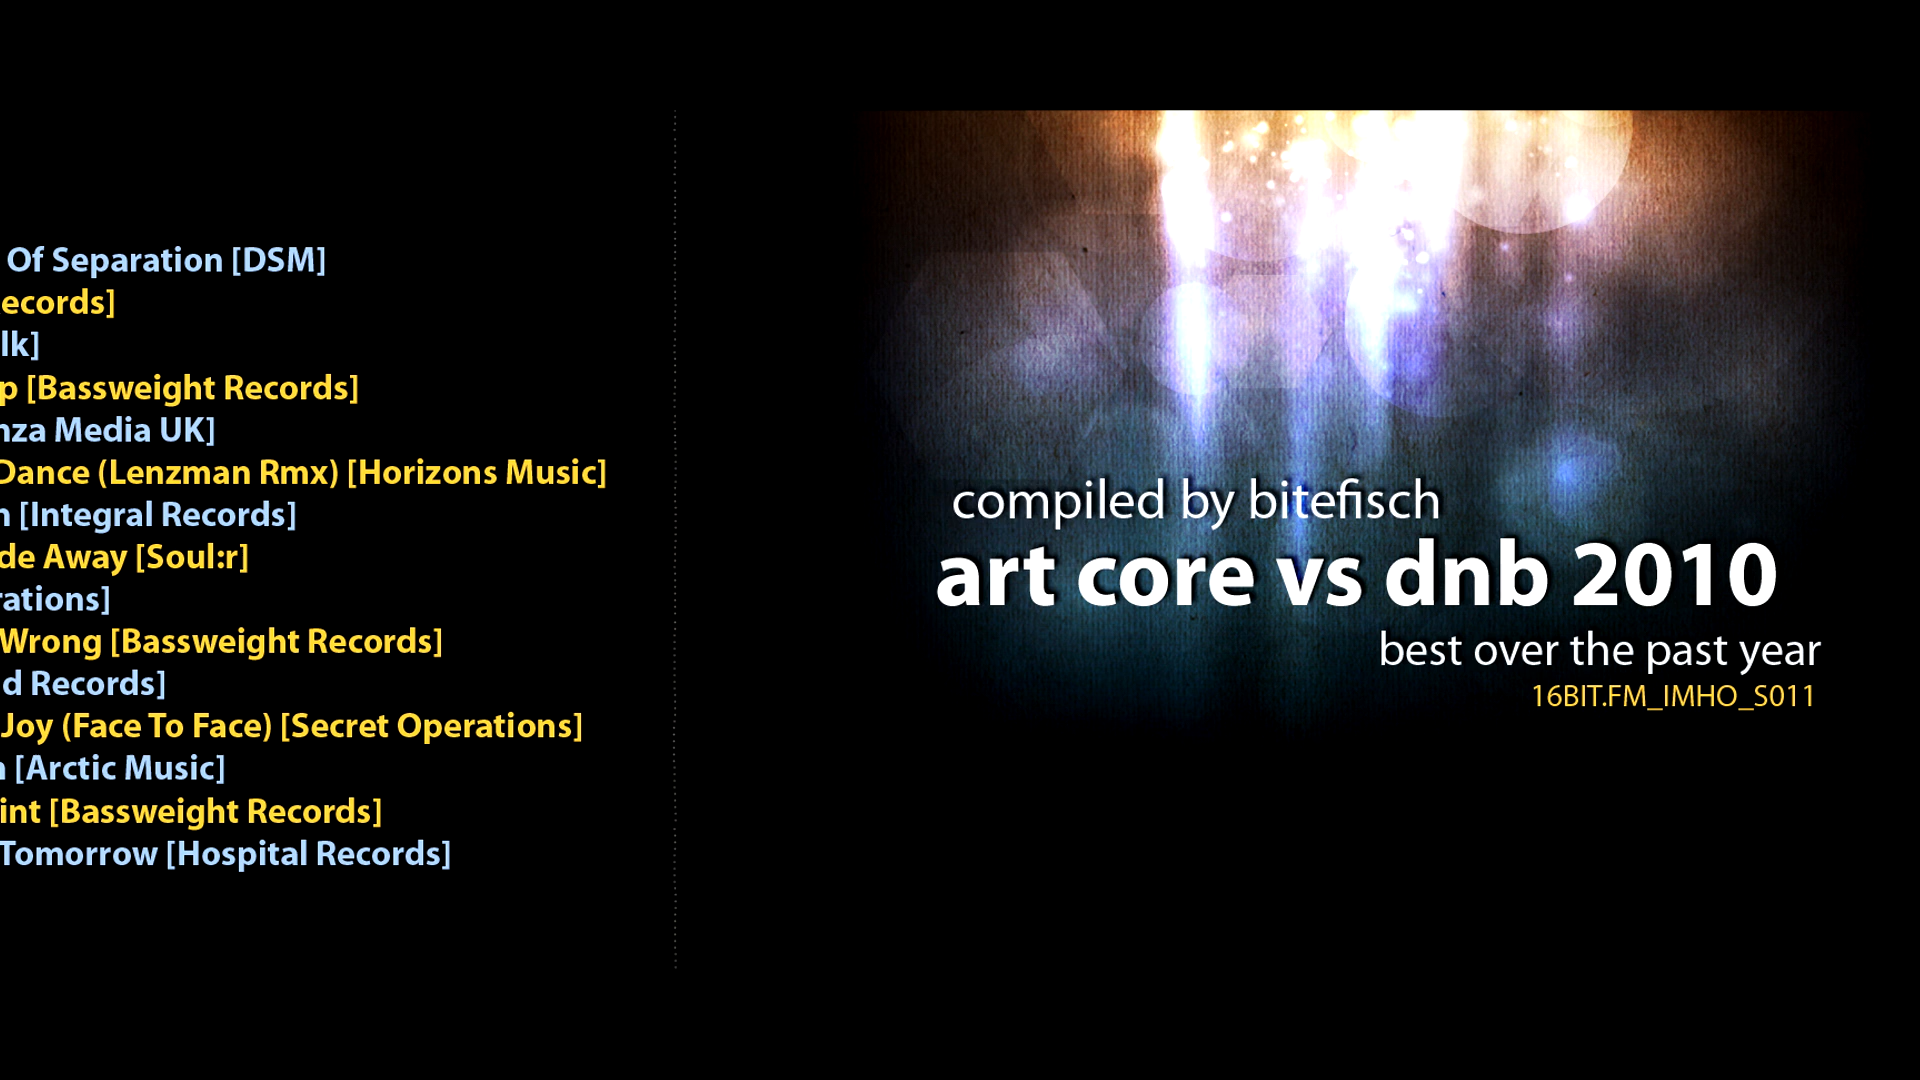 Of Separation [DSM]
ecords]
lk]
p [Bassweight Records]
nza Media UK]
Dance (Lenzman Rmx) [Horizons Music]
n [Integral Records]
de Away [Soul:r]
rations]
Wrong [Bassweight Records]
d Records]
Joy (Face To Face) [Secret Operations]
n [Arctic Music]
int [Bassweight Records]
Tomorrow [Hospital Records]
compiled by bitefisch
art core vs dnb 2010
best over the past year
16BIT.FM_IMHO_S011